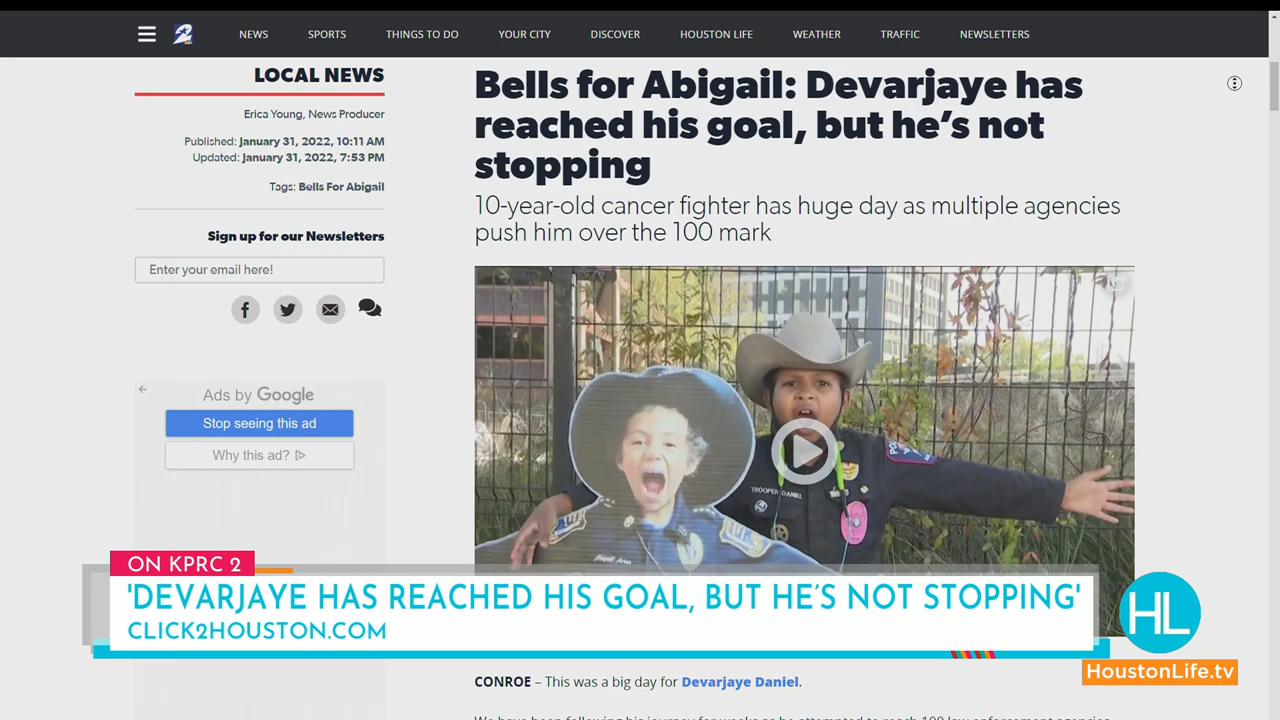 NEWS SPORTS THINGS TO DO YOUR CITY DISCOVER HOUSTON LIFE WEATHER TRAFFIC NEWSLETTERS
LOCAL NEWS
Erica Young, News Producer
Published: January 31, 2022, 10:11 AM
Updated: January 31, 2022, 7:53 PM
Tags: Bells For Abigail
Sign up for our Newsletters
Enter your email here!
Ads by Google
Stop seeing this ad
Why this ad?
Bells for Abigail: Devarjaye has
reached his goal, but he's not
stopping
10-year-old cancer fighter has huge day as multiple agencies
push him over the 100 mark
TROOPER DANIEL
ON KPRC 2
'DEVARJAYE HAS REACHED HIS GOAL, BUT HE'S NOT STOPPING'
CLICK2HOUSTON.COM
HL
HoustonLife.tv
CONROE – This was a big day for Devarjaye Daniel.